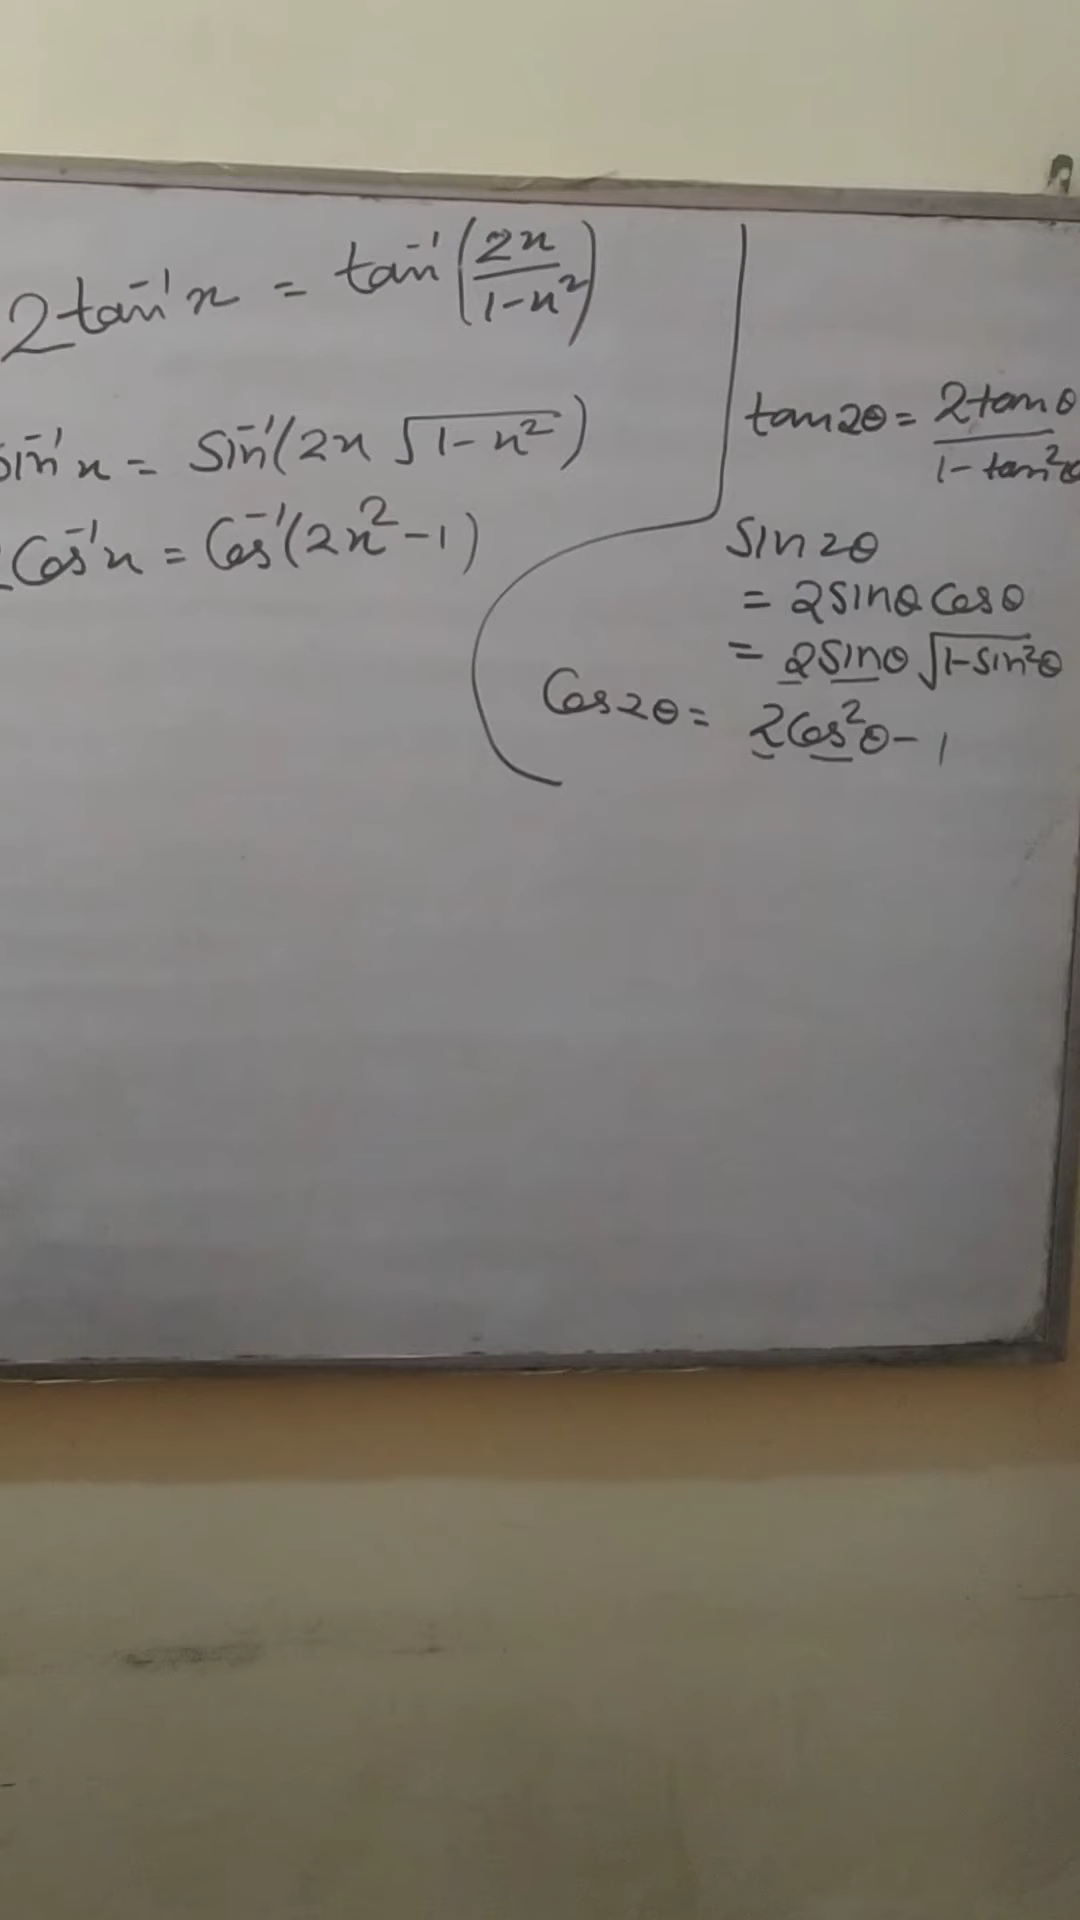 2tan⁻¹x = tan⁻¹(2x/(1-x²))
sin⁻¹x = sin⁻¹(2x√(1-x²))
2Cos⁻¹x = Cos⁻¹(2x²-1)
tan2θ = 2tanθ/(1-tan²θ)
sin2θ
= 2sinθ Cosθ
= 2sinθ √(1-sin²θ)
Cos2θ = 2Cos²θ-1